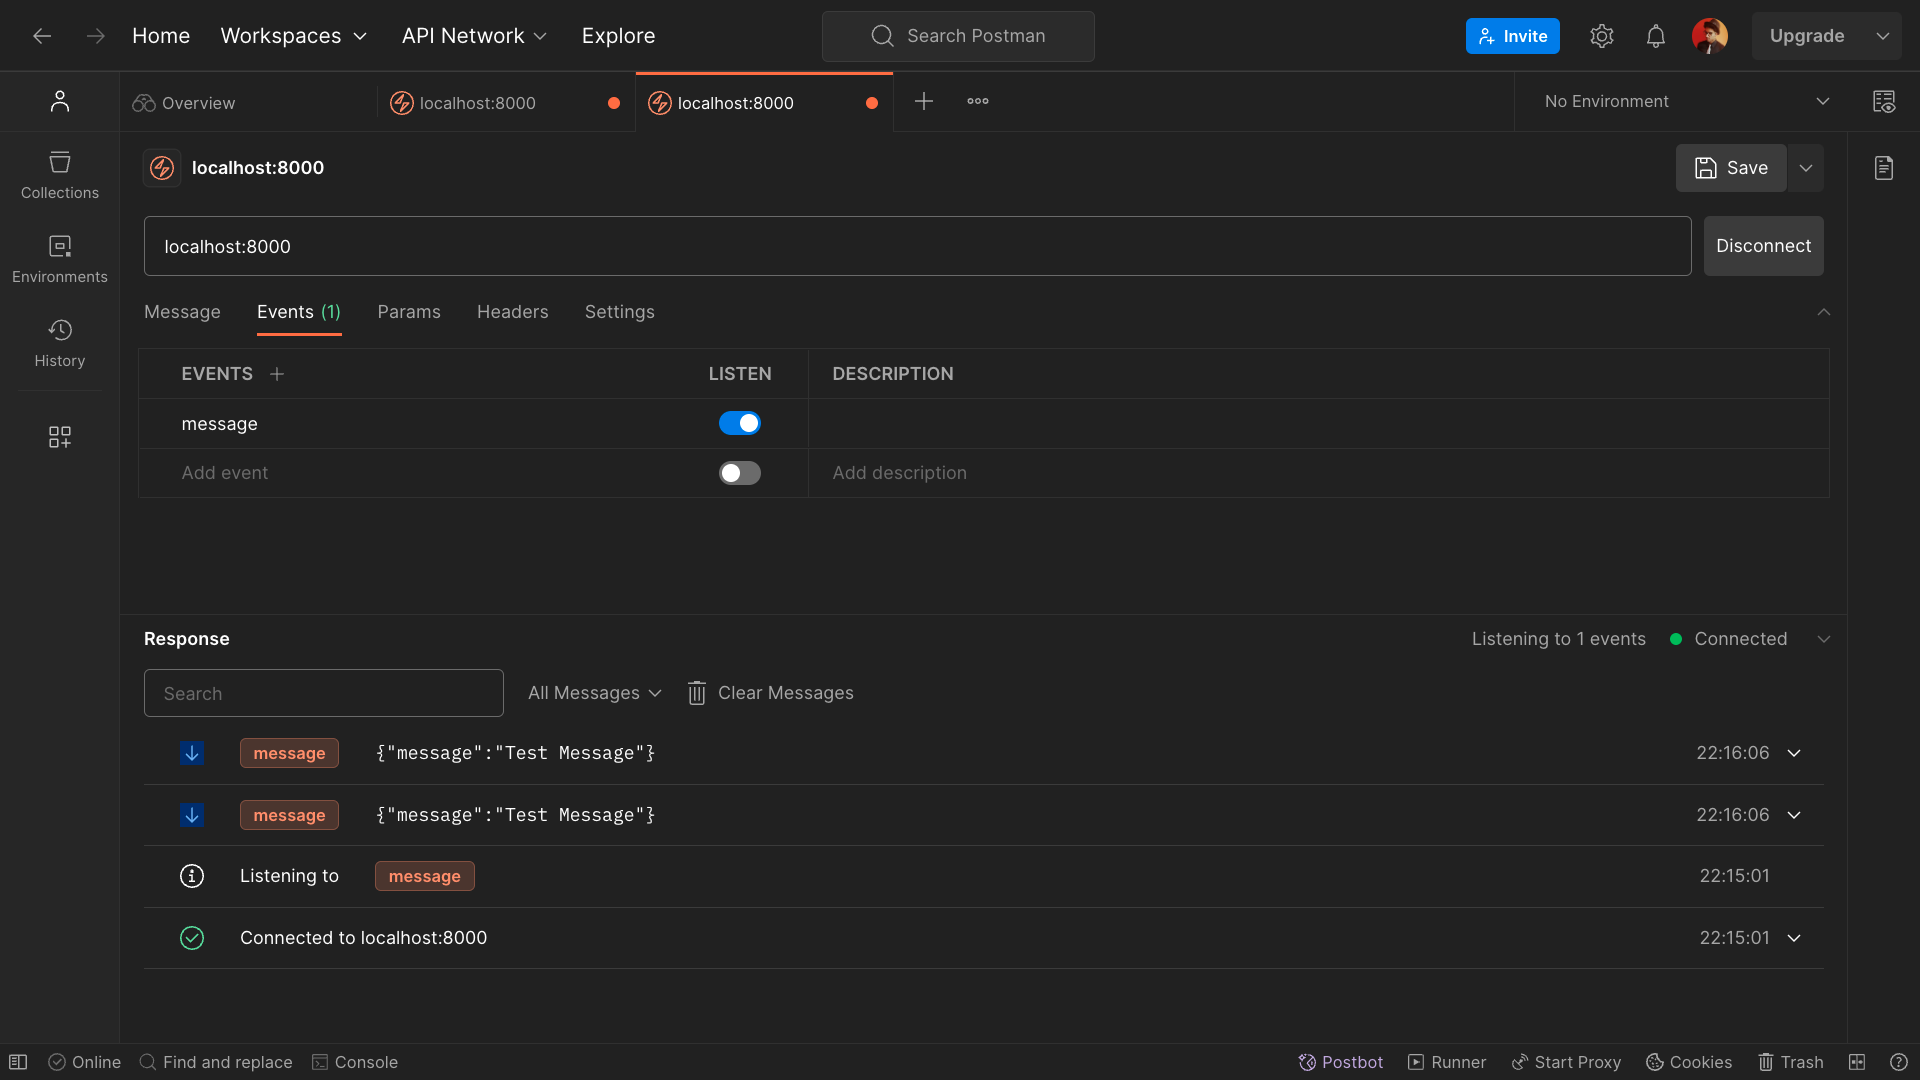 Home Workspaces API Network Explore Search Postman Invite Upgrade
Overview localhost:8000 localhost:8000 No Environment
localhost:8000 Save
Collections
localhost:8000 Disconnect
Environments
Message Events (1) Params Headers Settings
History
EVENTS LISTEN DESCRIPTION
message
Add event Add description
Response Listening to 1 events Connected
Search All Messages Clear Messages
message {"message":"Test Message"} 22:16:06
message {"message":"Test Message"} 22:16:06
Listening to message 22:15:01
Connected to localhost:8000 22:15:01
Online Find and replace Console Postbot Runner Start Proxy Cookies Trash